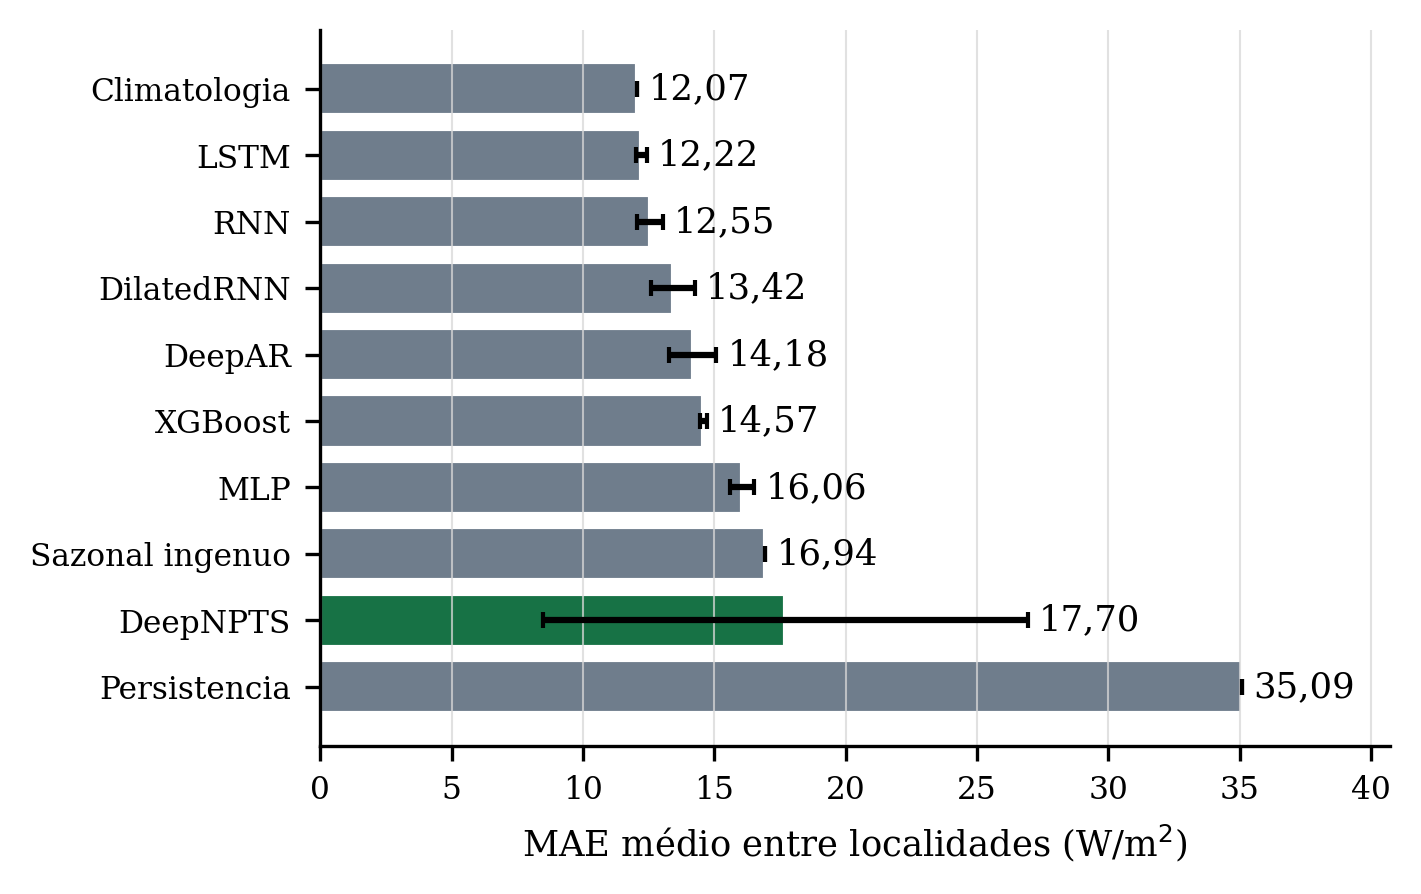 Climatologia 12,07
LSTM 12,22
RNN 12,55
DilatedRNN 13,42
DeepAR 14,18
XGBoost 14,57
MLP 16,06
Sazonal ingenuo 16,94
DeepNPTS 17,70
Persistencia 35,09
0 5 10 15 20 25 30 35 40
MAE médio entre localidades (W/m²)